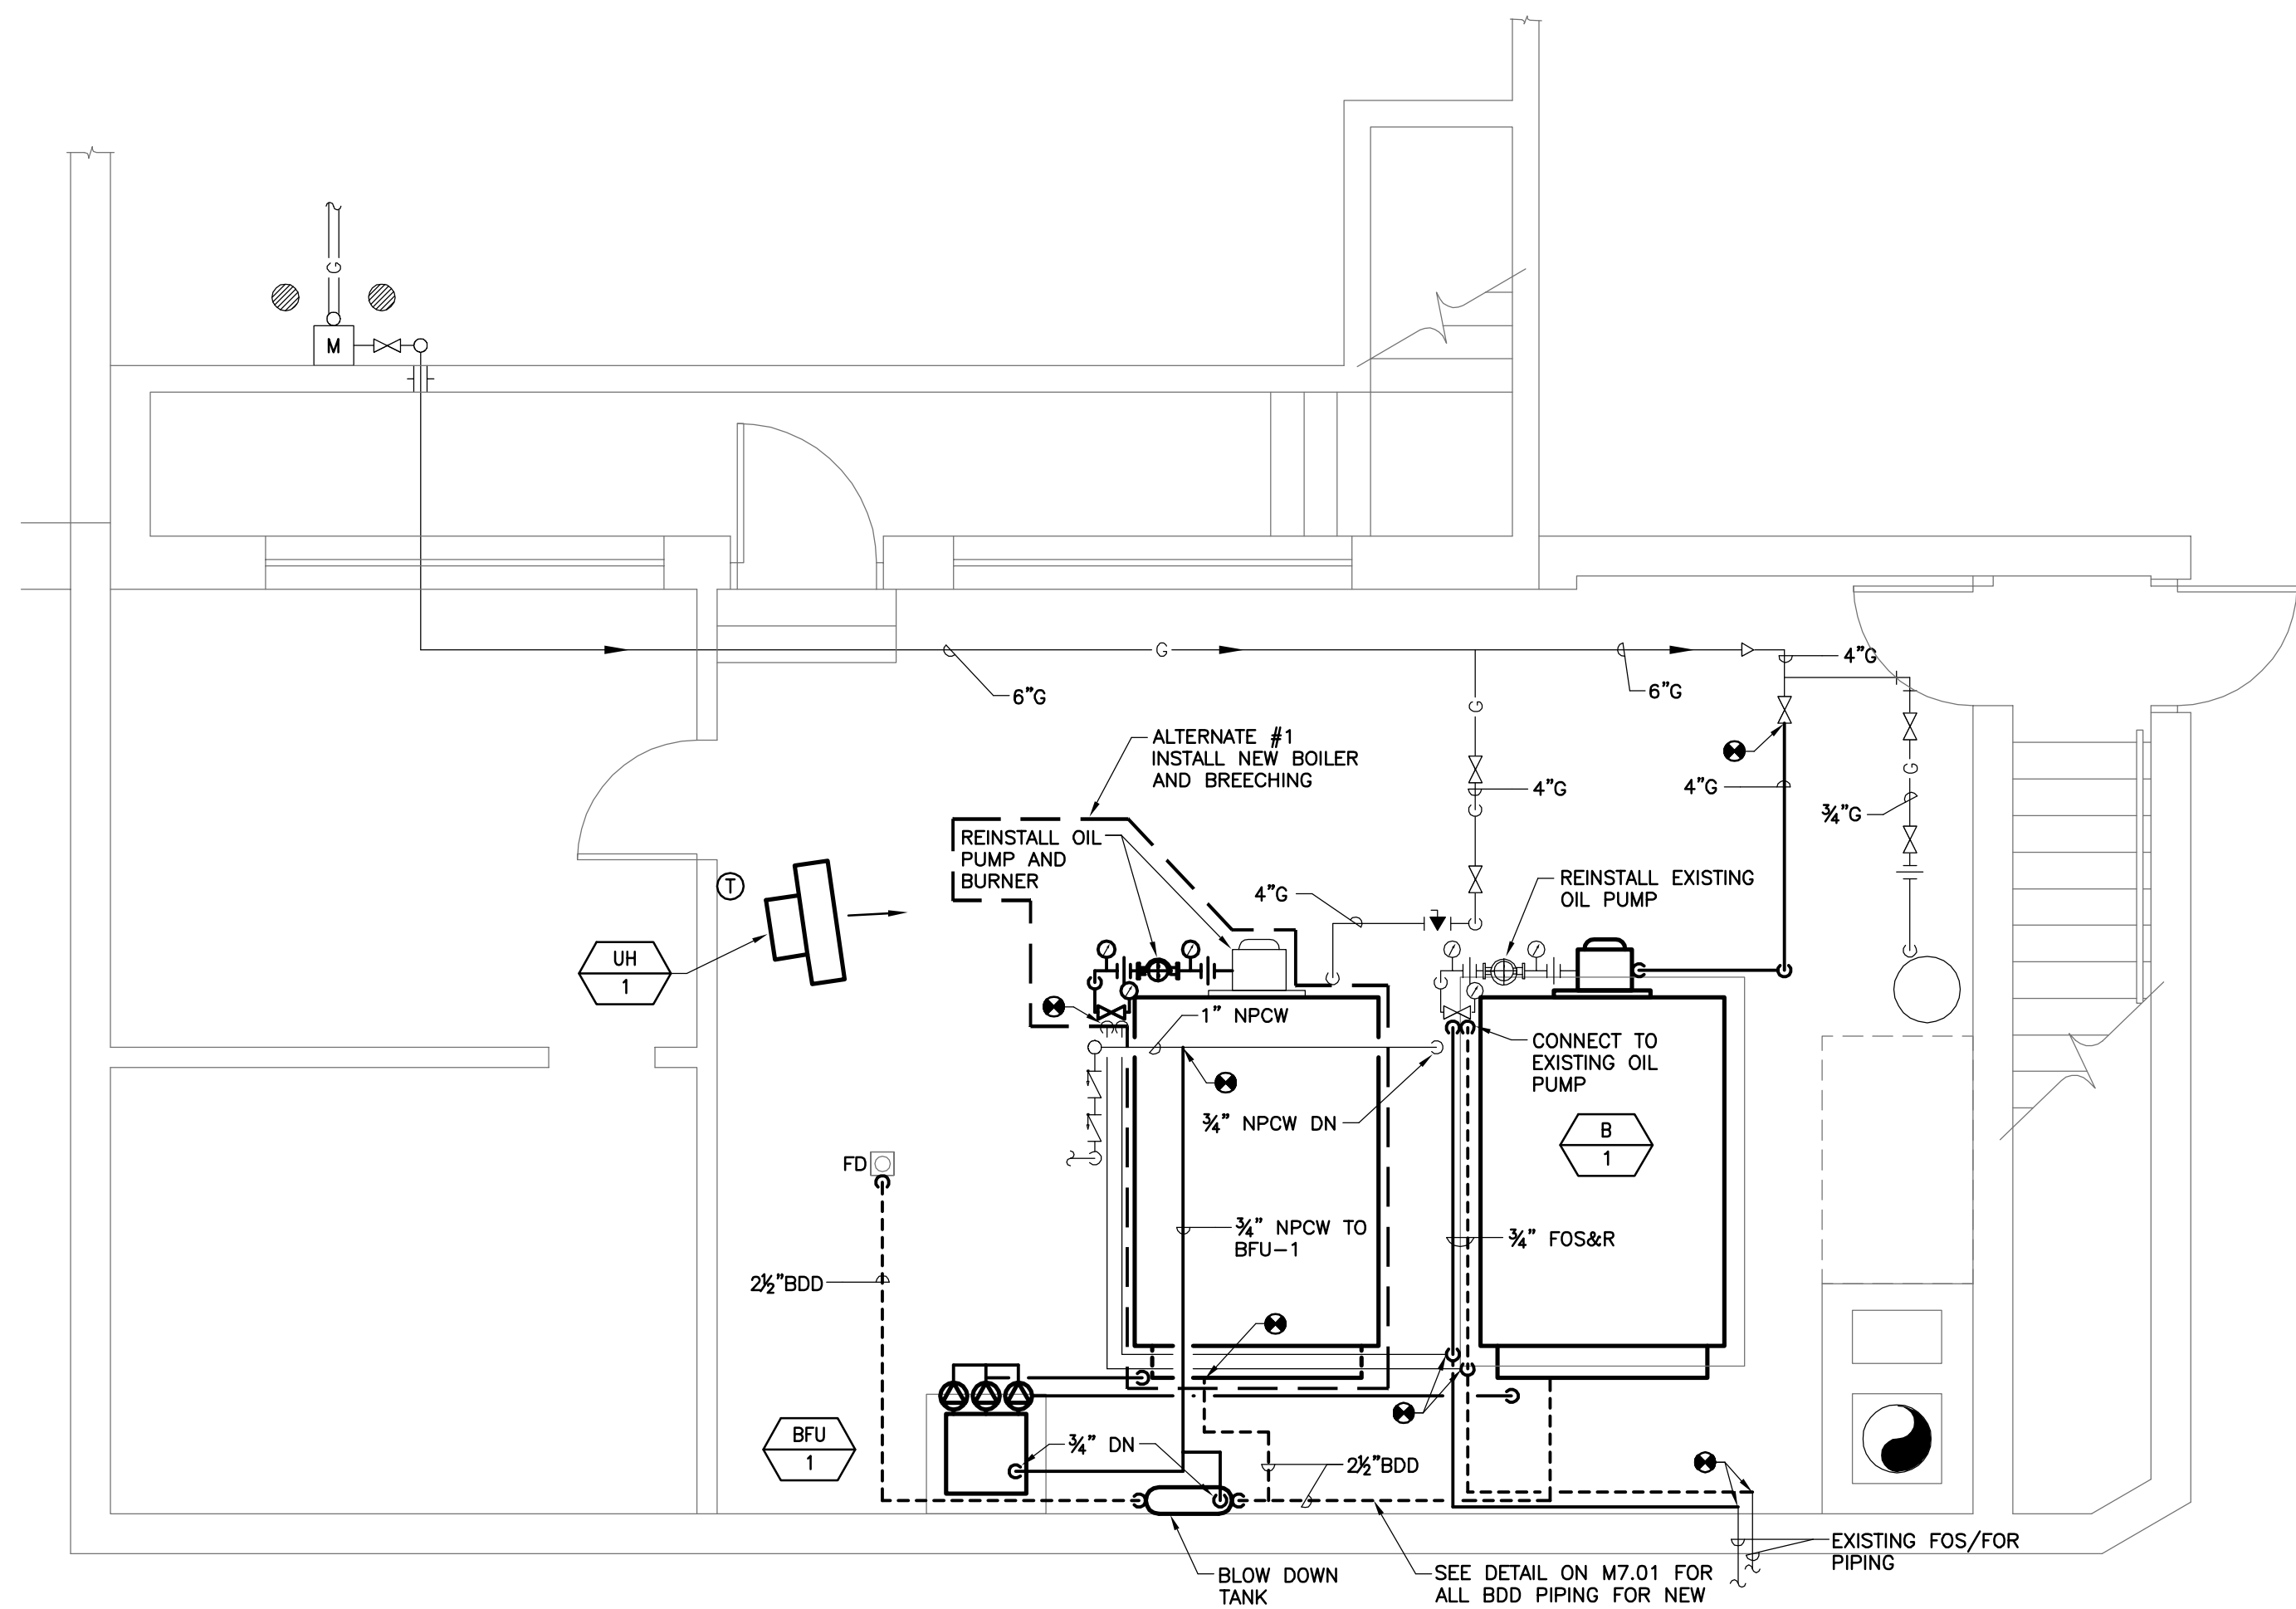 G
M
4"G
G
6"G
6"G
G
ALTERNATE #1
INSTALL NEW BOILER
AND BREECHING
4"G
4"G
G
¾"G
REINSTALL OIL
PUMP AND
BURNER
T
4"G
REINSTALL EXISTING
OIL PUMP
UH
1
1" NPCW
CONNECT TO
EXISTING OIL
PUMP
¾" NPCW DN
B
1
FD
¾" NPCW TO
BFU-1
¾" FOS&R
2½"BDD
BFU
1
¾" DN
2½"BDD
EXISTING FOS/FOR
PIPING
BLOW DOWN
TANK
SEE DETAIL ON M7.01 FOR
ALL BDD PIPING FOR NEW